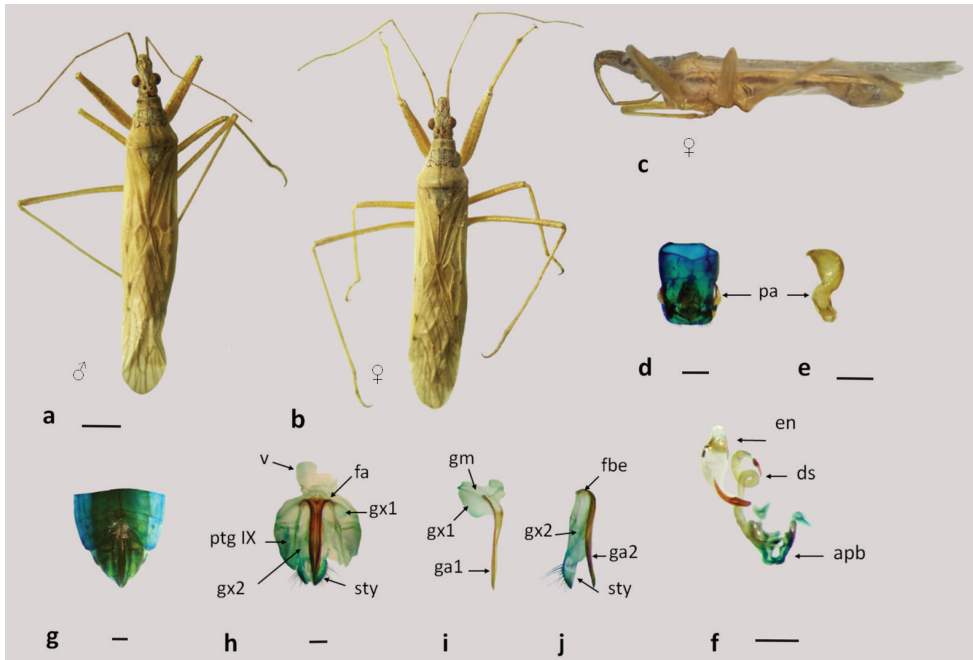 ♀
c
pa
♂
♀
d
e
a
b
en
v
fa
gm
fbe
ds
gx1
gx1
gx2
ptg IX
apb
ga1
ga2
gx2
sty
sty
g
h
i
j
f